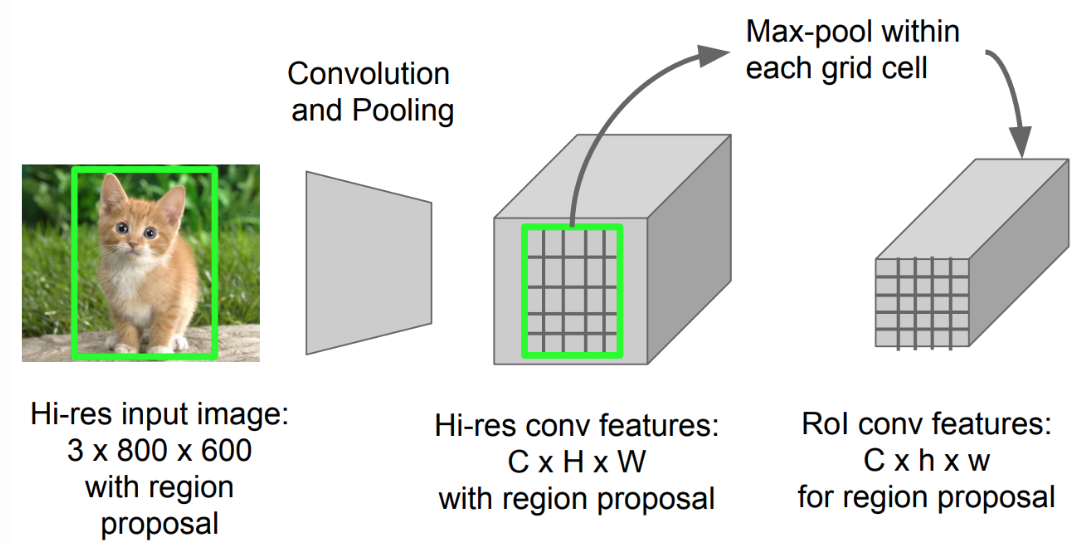 Max-pool within
each grid cell
Convolution
and Pooling
Hi-res input image:
3 x 800 x 600
with region
proposal
Hi-res conv features:
C x H x W
with region proposal
RoI conv features:
C x h x w
for region proposal